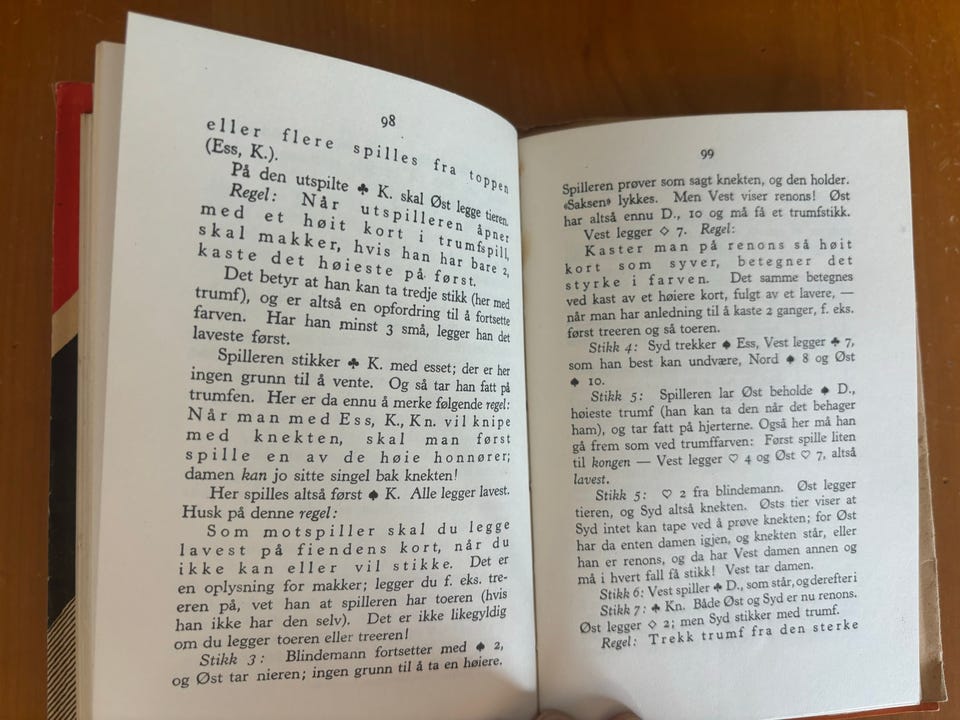 98
eller flere spilles fra toppen
(Ess, K.).
På den utspilte ♣ K. skal Øst legge tieren.
Regel: Når utspilleren åpner
med et høit kort i trumfspill,
skal makker, hvis han har bare 2,
kaste det høieste på først.
Det betyr at han kan ta tredje stikk (her med
trumf), og er altså en opfordring til å fortsette
farven. Har han minst 3 små, legger han det
laveste først.
Spilleren stikker ♣ K. med esset; der er her
ingen grunn til å vente. Og så tar han fatt på
trumfen. Her er da ennu å merke følgende regel:
Når man med Ess, K., Kn. vil knipe
med knekten, skal man først
spille en av de høie honnører;
damen kan jo sitte singel bak knekten!
Her spilles altså først ♠ K. Alle legger lavest.
Husk på denne regel:
Som motspiller skal du legge
lavest på fiendens kort, når du
ikke kan eller vil stikke. Det er
en oplysning for makker; legger du f. eks. tre-
eren på, vet han at spilleren har toeren (hvis
han ikke har den selv). Det er ikke likegyldig
om du legger toeren eller treeren!
Stikk 3: Blindemann fortsetter med ♠ 2,
og Øst tar nieren; ingen grunn til å ta en høiere.
99
Spilleren prøver som sagt knekten, og den holder.
«Saksen» lykkes. Men Vest viser renons! Øst
har altså ennu D., 10 og må få et trumfstikk.
Vest legger ♢ 7. Regel:
Kaster man på renons så høit
kort som syver, betegner det
styrke i farven. Det samme betegnes
ved kast av et høiere kort, fulgt av et lavere, —
når man har anledning til å kaste 2 ganger, f. eks.
først treeren og så toeren.
Stikk 4: Syd trekker ♠ Ess, Vest legger ♣ 7,
som han best kan undvære, Nord ♠ 8 og Øst
♠ 10.
Stikk 5: Spilleren lar Øst beholde ♠ D.,
høieste trumf (han kan ta den når det behager
ham), og tar fatt på hjerterne. Også her må han
gå frem som ved trumffarven: Først spille liten
til kongen — Vest legger ♡ 4 og Øst ♡ 7, altså
lavest.
Stikk 5: ♡ 2 fra blindemann. Øst legger
tieren, og Syd altså knekten. Østs tier viser at
Syd intet kan tape ved å prøve knekten; for Øst
har da enten damen igjen, og knekten står, eller
han er renons, og da har Vest damen annen og
må i hvert fall få stikk! Vest tar damen.
Stikk 6: Vest spiller ♣ D., som står, og derefter i
Stikk 7: ♣ Kn. Både Øst og Syd er nu renons.
Øst legger ♢ 2; men Syd stikker med trumf.
Regel: Trekk trumf fra den sterke